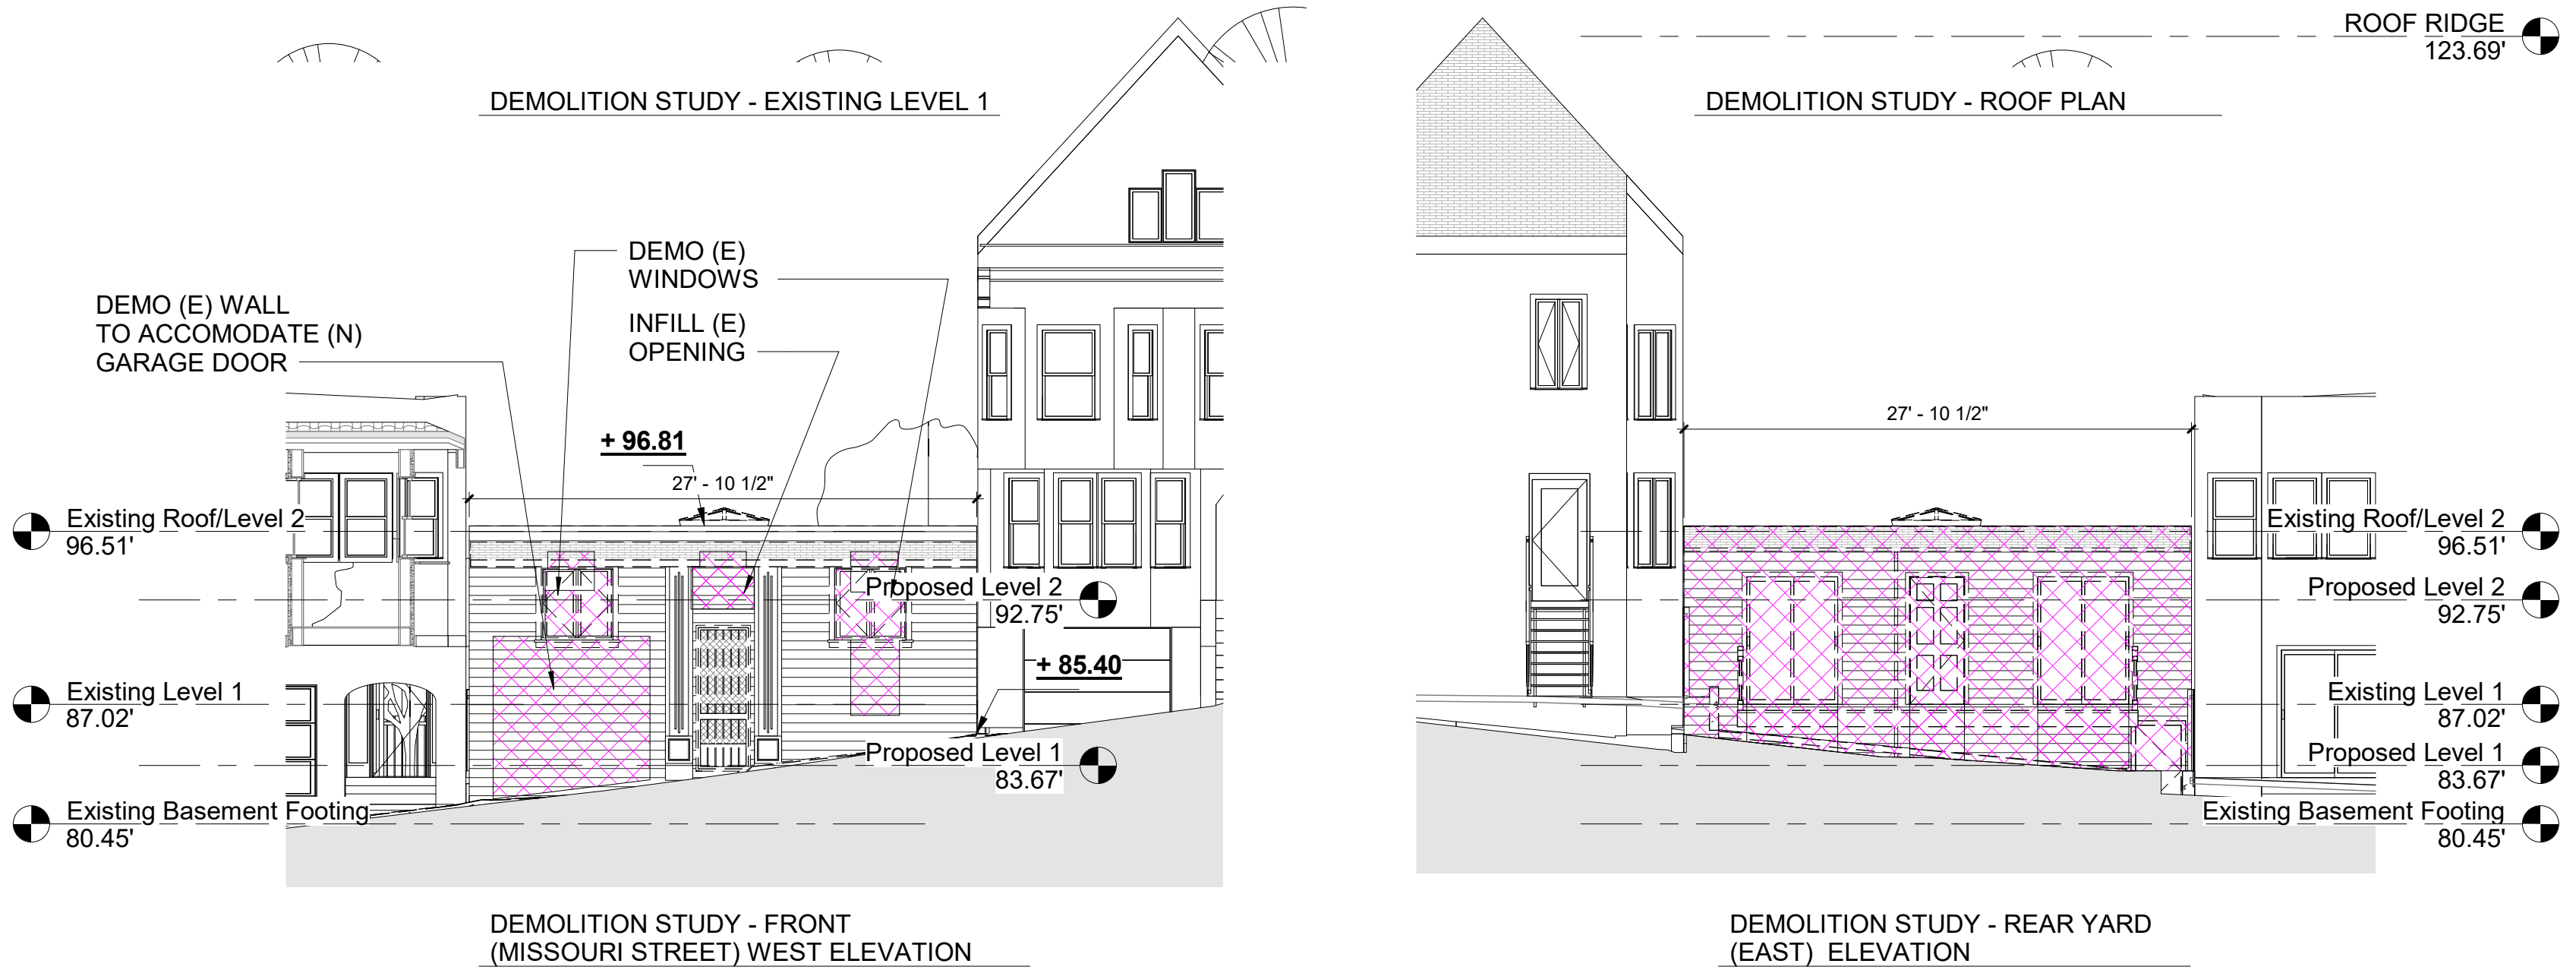 ROOF RIDGE
123.69'
DEMOLITION STUDY - EXISTING LEVEL 1
DEMOLITION STUDY - ROOF PLAN
DEMO (E)
WINDOWS
DEMO (E) WALL
TO ACCOMODATE (N)
GARAGE DOOR
INFILL (E)
OPENING
+ 96.81
27' - 10 1/2"
27' - 10 1/2"
Existing Roof/Level 2
96.51'
Proposed Level 2
92.75'
+ 85.40
Existing Level 1
87.02'
Proposed Level 1
83.67'
Existing Basement Footing
80.45'
Existing Roof/Level 2
96.51'
Proposed Level 2
92.75'
Existing Level 1
87.02'
Proposed Level 1
83.67'
Existing Basement Footing
80.45'
DEMOLITION STUDY - FRONT
(MISSOURI STREET) WEST ELEVATION
DEMOLITION STUDY - REAR YARD
(EAST) ELEVATION